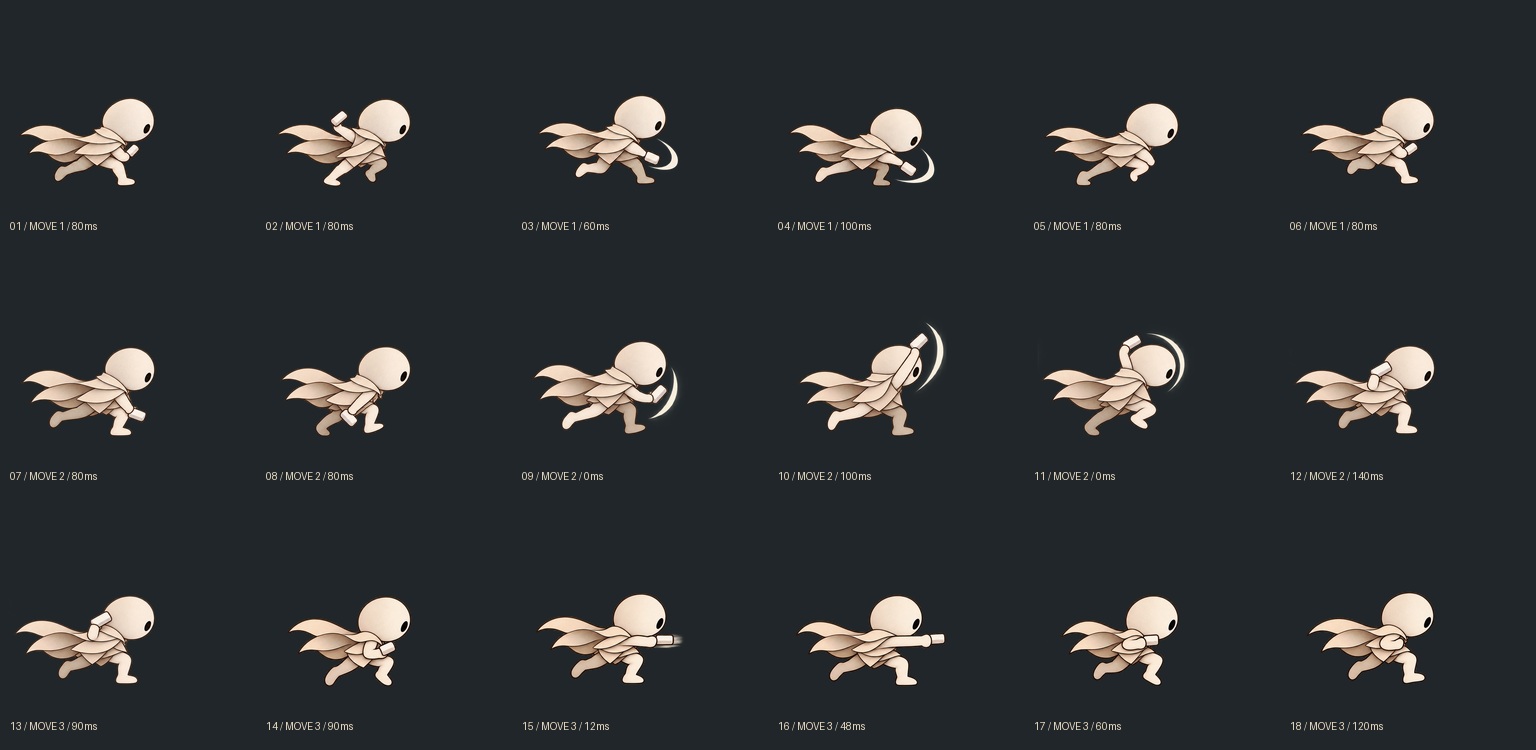 01 / MOVE 1 / 80ms
02 / MOVE 1 / 80ms
03 / MOVE 1 / 60ms
04 / MOVE 1 / 100ms
05 / MOVE 1 / 80ms
06 / MOVE 1 / 80ms
07 / MOVE 2 / 80ms
08 / MOVE 2 / 80ms
09 / MOVE 2 / 0ms
10 / MOVE 2 / 100ms
11 / MOVE 2 / 0ms
12 / MOVE 2 / 140ms
13 / MOVE 3 / 90ms
14 / MOVE 3 / 90ms
15 / MOVE 3 / 12ms
16 / MOVE 3 / 48ms
17 / MOVE 3 / 60ms
18 / MOVE 3 / 120ms